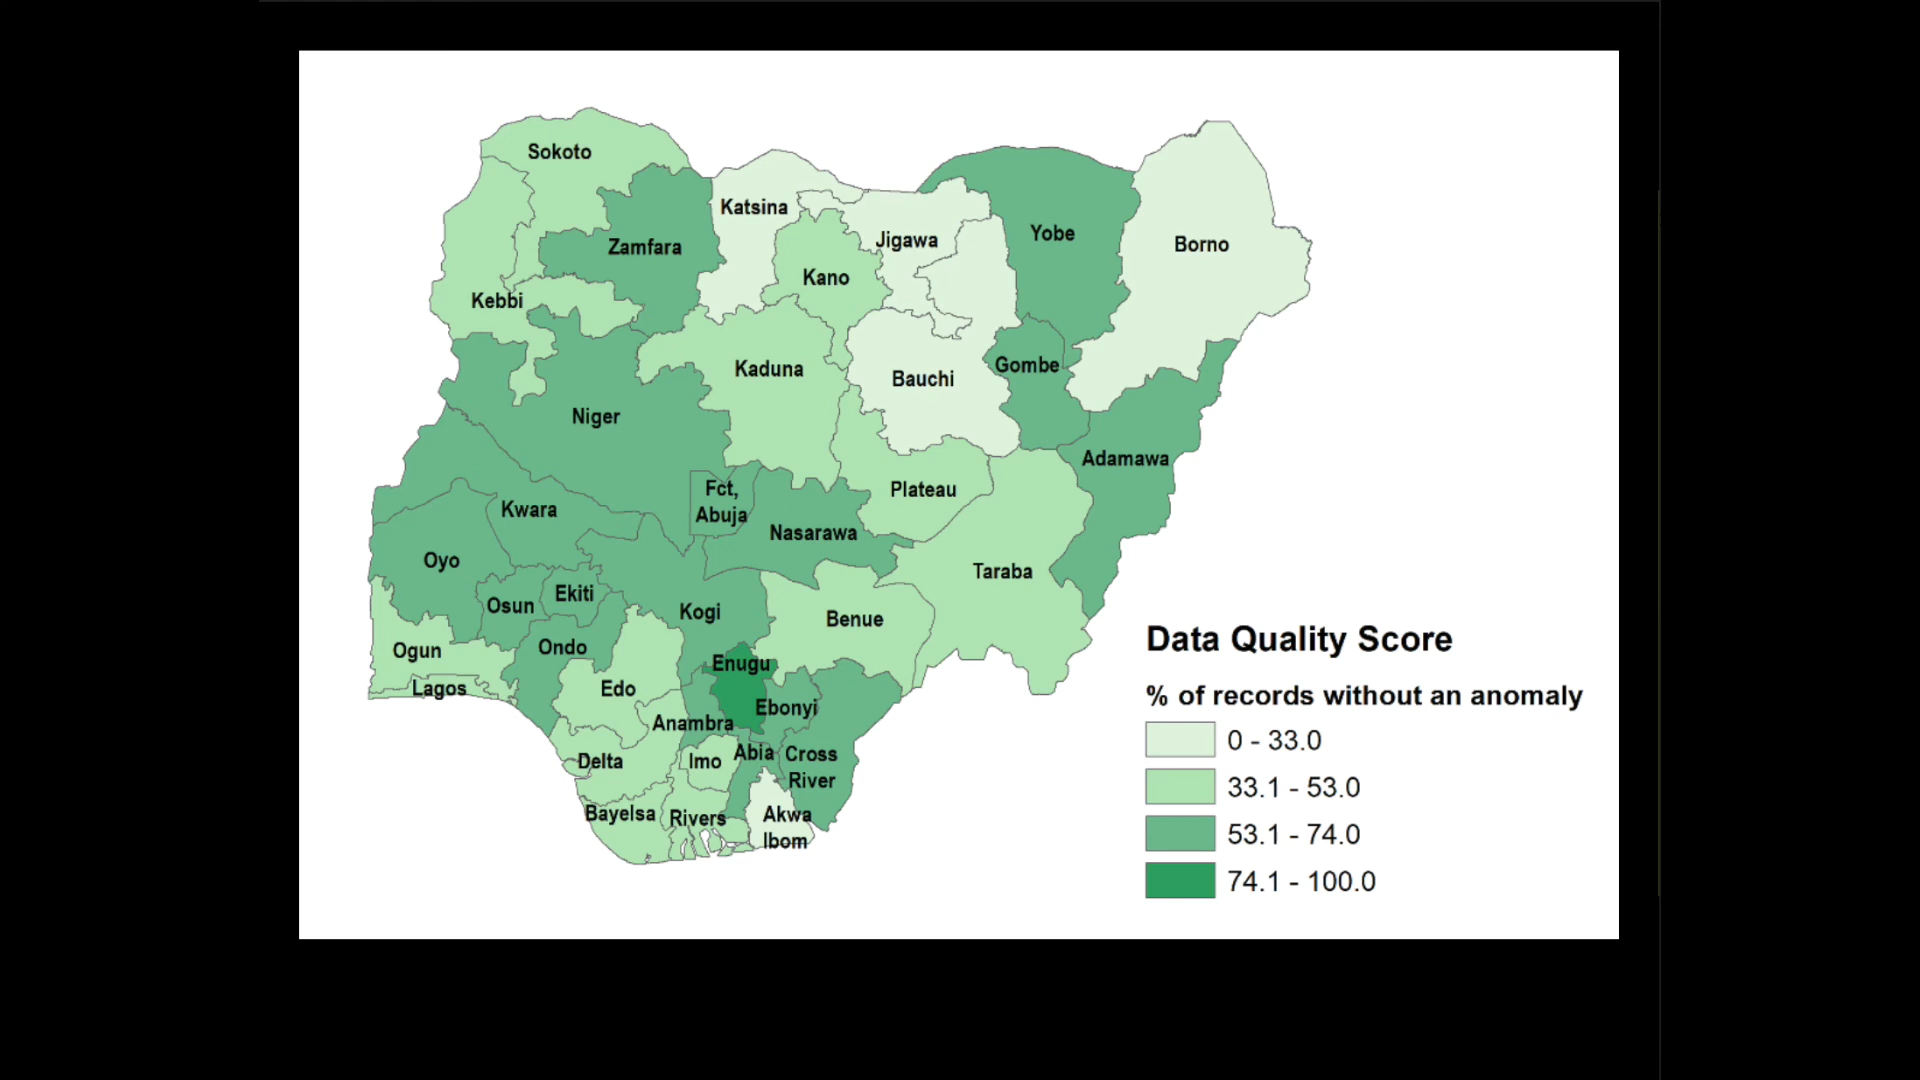 Sokoto
Katsina
Zamfara
Jigawa
Yobe
Borno
Kano
Kebbi
Kaduna
Gombe
Bauchi
Niger
Adamawa
Fct,
Abuja
Plateau
Kwara
Nasarawa
Oyo
Taraba
Ekiti
Osun
Kogi
Benue
Ogun
Ondo
Enugu
Lagos
Edo
Ebonyi
Anambra
Delta
Imo
Abia
Cross
River
Bayelsa
Rivers
Akwa
Ibom
Data Quality Score
% of records without an anomaly
0 - 33.0
33.1 - 53.0
53.1 - 74.0
74.1 - 100.0